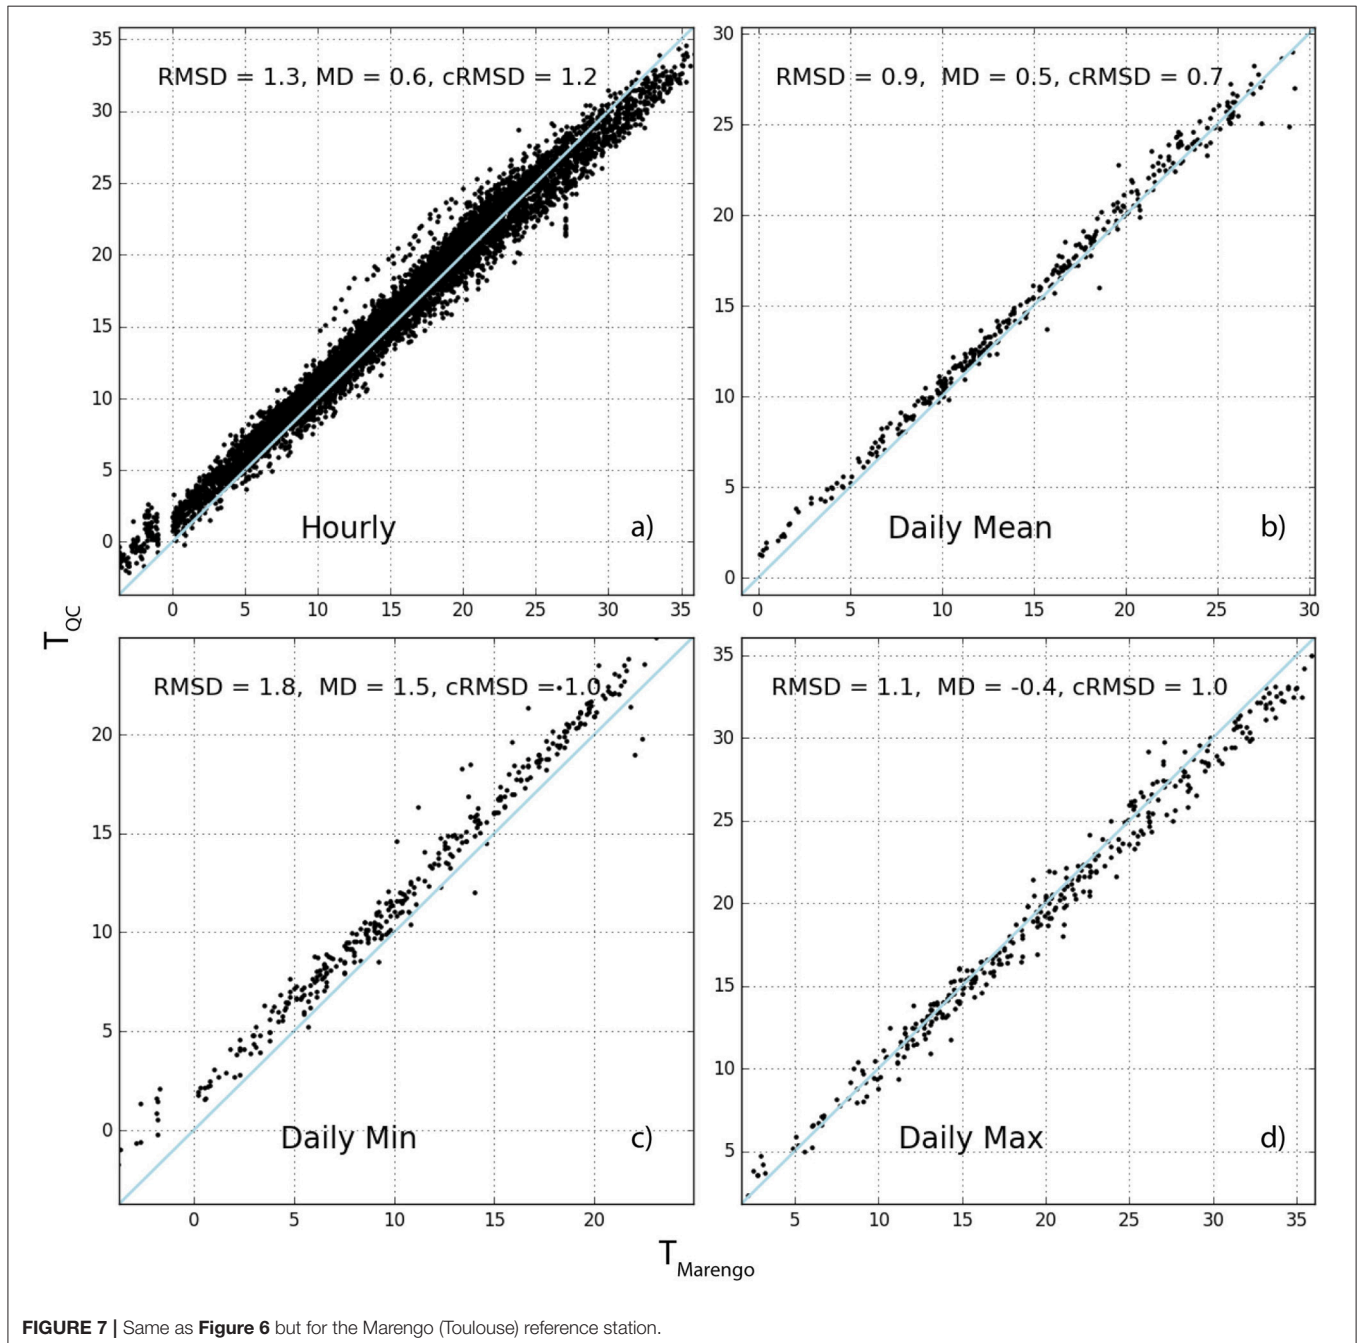 35
30
25
20
15
10
5
0
RMSD = 1.3, MD = 0.6, cRMSD = 1.2
Hourly
a)
0 5 10 15 20 25 30 35
30
25
20
15
10
5
0
RMSD = 0.9, MD = 0.5, cRMSD = 0.7
Daily Mean
b)
0 5 10 15 20 25 30
T QC
20
15
10
5
0
RMSD = 1.8, MD = 1.5, cRMSD = 1.0
Daily Min
c)
0 5 10 15 20
35
30
25
20
15
10
5
RMSD = 1.1, MD = -0.4, cRMSD = 1.0
Daily Max
d)
5 10 15 20 25 30 35
T Marengo
FIGURE 7 | Same as Figure 6 but for the Marengo (Toulouse) reference station.